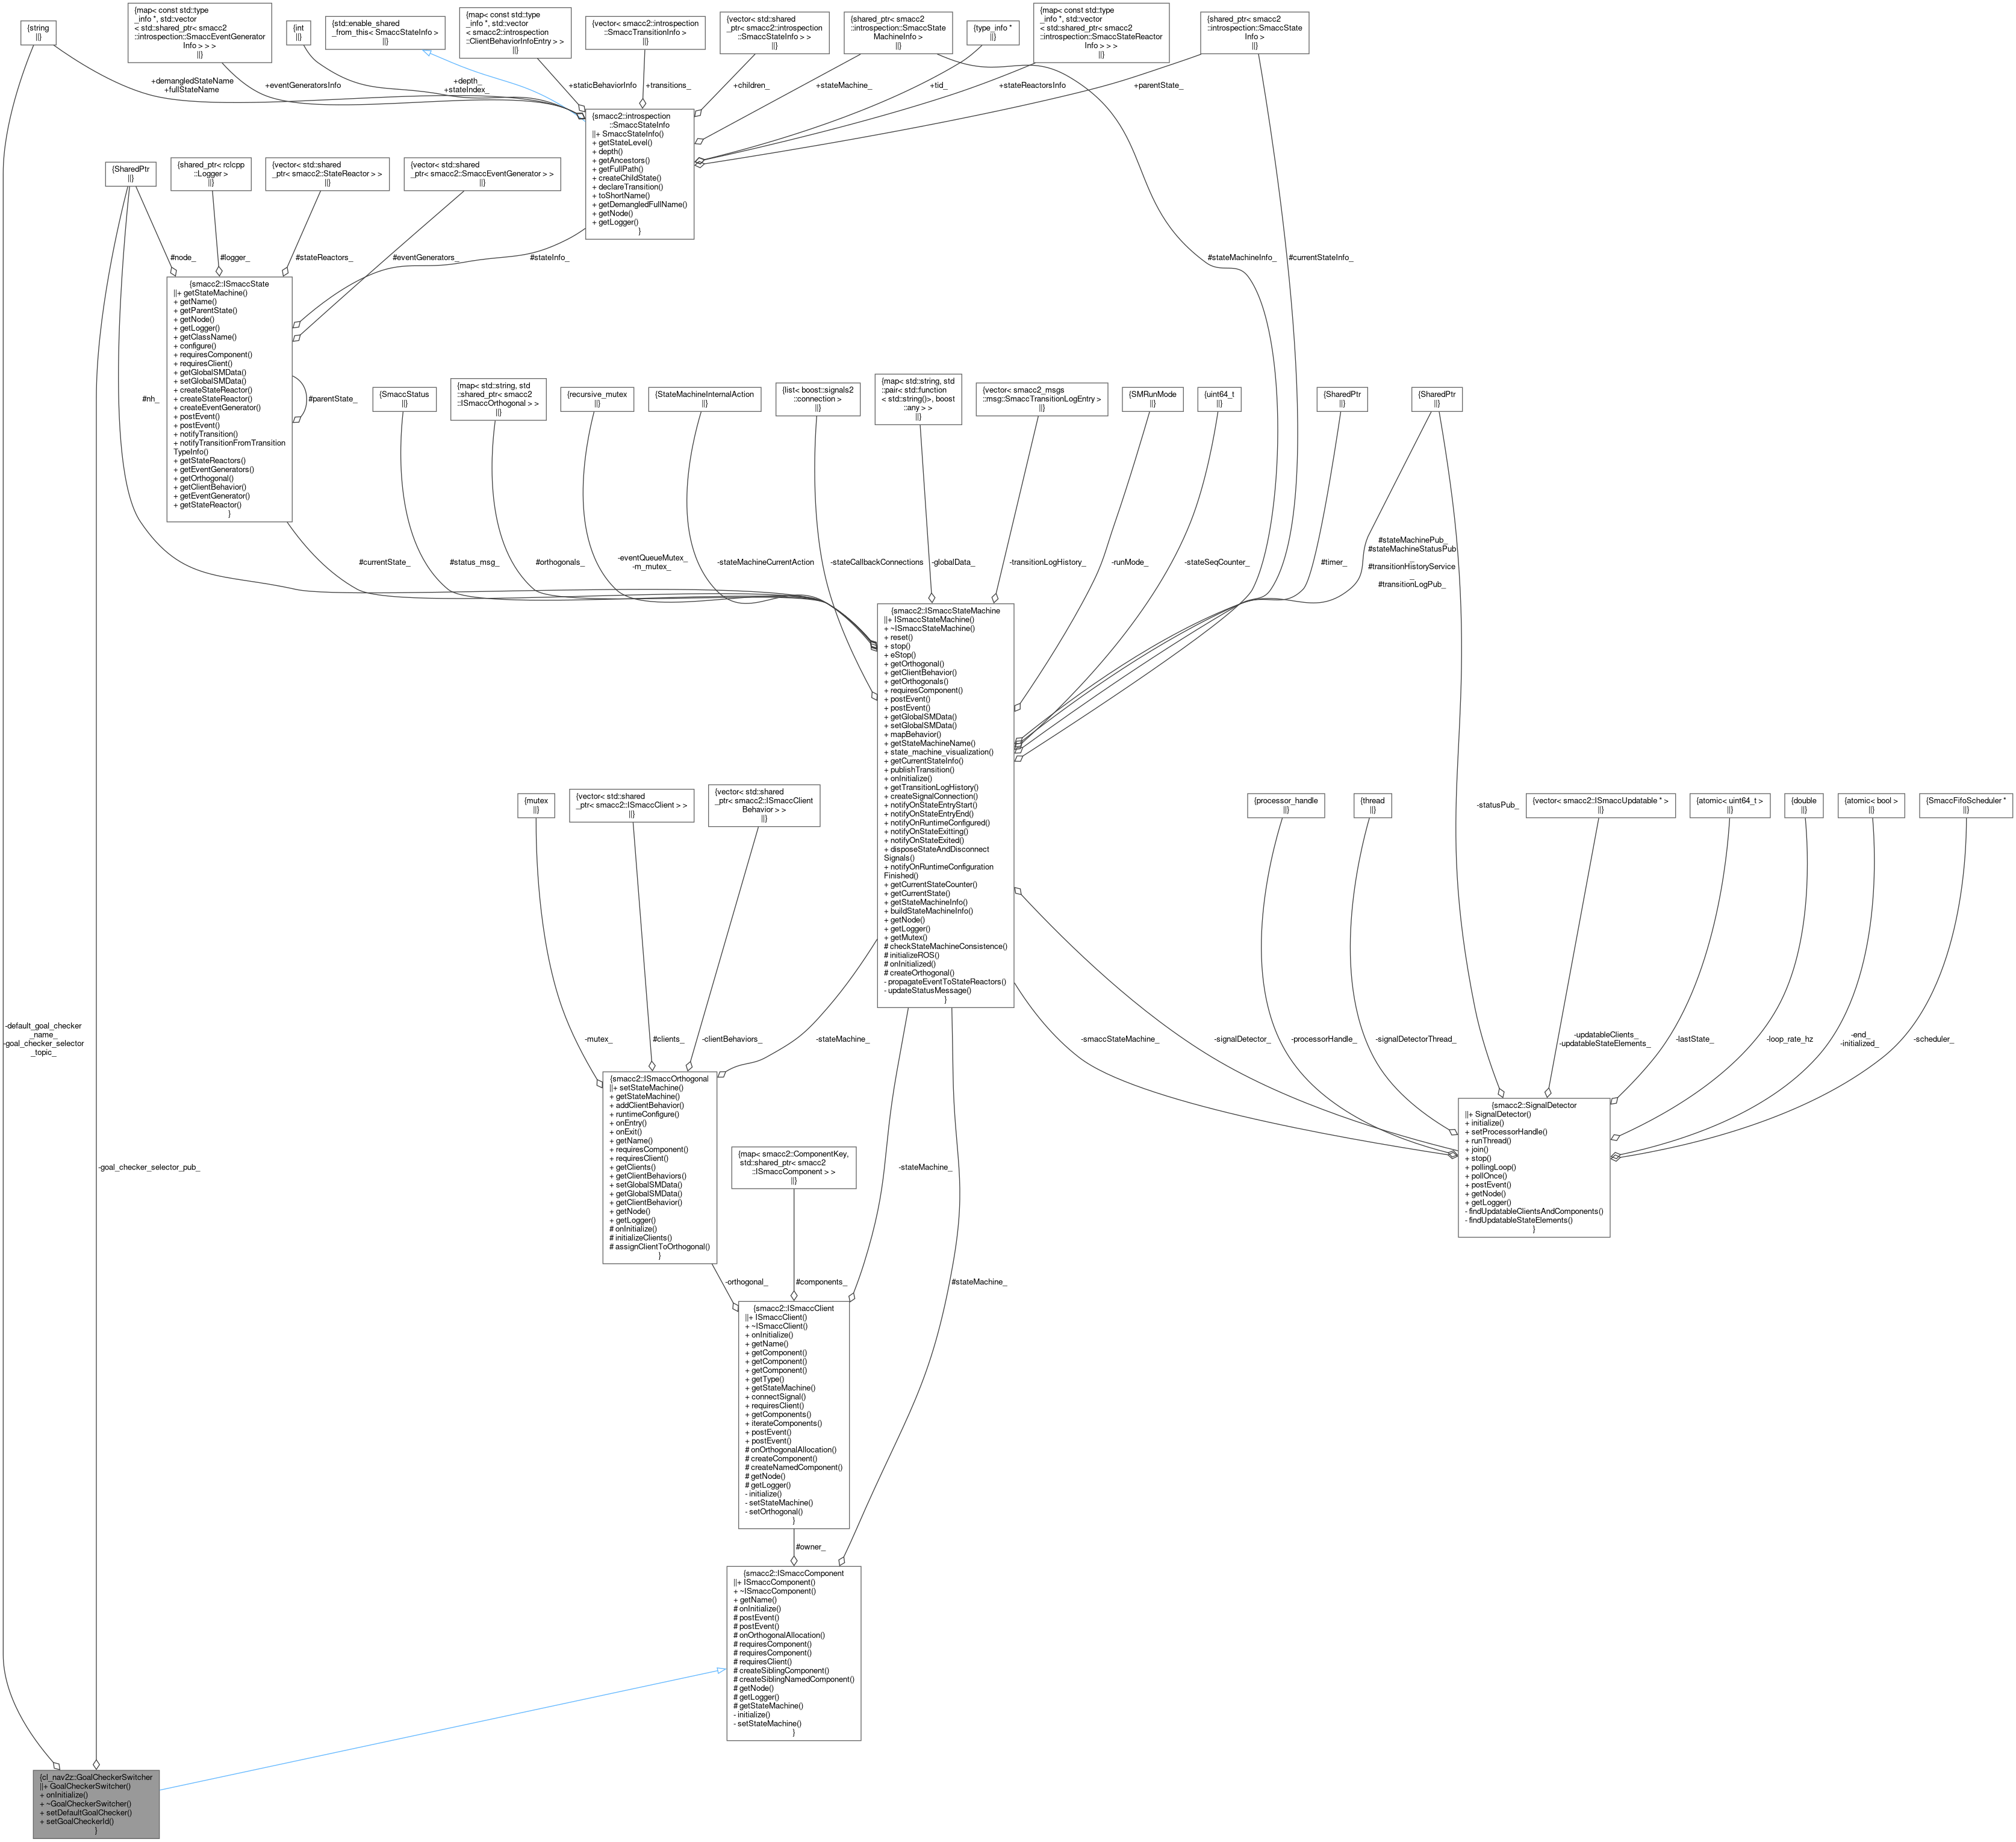 {string
||}
{map< const std::type
_info *, std::vector
< std::shared_ptr< smacc2
::introspection::SmaccEventGenerator
Info > > >
||}
{int
||}
{std::enable_shared
_from_this< SmaccStateInfo >
||}
{map< const std::type
_info *, std::vector
< smacc2::introspection
::ClientBehaviorInfoEntry > >
||}
{vector< smacc2::introspection
::SmaccTransitionInfo >
||}
{vector< std::shared
_ptr< smacc2::introspection
::SmaccStateInfo > >
||}
{shared_ptr< smacc2
::introspection::SmaccState
MachineInfo >
||}
{type_info *
||}
{map< const std::type
_info *, std::vector
< std::shared_ptr< smacc2
::introspection::SmaccStateReactor
Info > > >
||}
{shared_ptr< smacc2
::introspection::SmaccState
Info >
||}
+demangledStateName
+fullStateName
+eventGeneratorsInfo
+depth_
+stateIndex_
+staticBehaviorInfo
+transitions_
+children_
+stateMachine_
+tid_
+stateReactorsInfo
+parentState_
{smacc2::introspection
::SmaccStateInfo
||+ SmaccStateInfo()
+ getStateLevel()
+ depth()
+ getAncestors()
+ getFullPath()
+ createChildState()
+ declareTransition()
+ toShortName()
+ getDemangledFullName()
+ getNode()
+ getLogger()
}
{SharedPtr
||}
{shared_ptr< rclcpp
::Logger >
||}
{vector< std::shared
_ptr< smacc2::StateReactor > >
||}
{vector< std::shared
_ptr< smacc2::SmaccEventGenerator > >
||}
#node_
#logger_
#stateReactors_
#eventGenerators_
#stateInfo_
#stateMachineInfo_
#currentStateInfo_
{smacc2::ISmaccState
||+ getStateMachine()
+ getName()
+ getParentState()
+ getNode()
+ getLogger()
+ getClassName()
+ configure()
+ requiresComponent()
+ requiresClient()
+ getGlobalSMData()
+ setGlobalSMData()
+ createStateReactor()
+ createStateReactor()
+ createEventGenerator()
+ postEvent()
+ postEvent()
+ notifyTransition()
+ notifyTransitionFromTransition
TypeInfo()
+ getStateReactors()
+ getEventGenerators()
+ getOrthogonal()
+ getClientBehavior()
+ getEventGenerator()
+ getStateReactor()
}
#nh_
#parentState_
{SmaccStatus
||}
{map< std::string, std
::shared_ptr< smacc2
::ISmaccOrthogonal > >
||}
{recursive_mutex
||}
{StateMachineInternalAction
||}
{list< boost::signals2
::connection >
||}
{map< std::string, std
::pair< std::function
< std::string()>, boost
::any > >
||}
{vector< smacc2_msgs
::msg::SmaccTransitionLogEntry >
||}
{SMRunMode
||}
{uint64_t
||}
{SharedPtr
||}
{SharedPtr
||}
#currentState_
#status_msg_
#orthogonals_
-eventQueueMutex_
-m_mutex_
-stateMachineCurrentAction
-stateCallbackConnections
-globalData_
-transitionLogHistory_
-runMode_
-stateSeqCounter_
#timer_
#stateMachinePub_
#stateMachineStatusPub
_
#transitionHistoryService
_
#transitionLogPub_
{smacc2::ISmaccStateMachine
||+ ISmaccStateMachine()
+ ~ISmaccStateMachine()
+ reset()
+ stop()
+ eStop()
+ getOrthogonal()
+ getClientBehavior()
+ getOrthogonals()
+ requiresComponent()
+ postEvent()
+ postEvent()
+ getGlobalSMData()
+ setGlobalSMData()
+ mapBehavior()
+ getStateMachineName()
+ state_machine_visualization()
+ getCurrentStateInfo()
+ publishTransition()
+ onInitialize()
+ getTransitionLogHistory()
+ createSignalConnection()
+ notifyOnStateEntryStart()
+ notifyOnStateEntryEnd()
+ notifyOnRuntimeConfigured()
+ notifyOnStateExitting()
+ notifyOnStateExited()
+ disposeStateAndDisconnect
Signals()
+ notifyOnRuntimeConfiguration
Finished()
+ getCurrentStateCounter()
+ getCurrentState()
+ getStateMachineInfo()
+ buildStateMachineInfo()
+ getNode()
+ getLogger()
+ getMutex()
# checkStateMachineConsistence()
# initializeROS()
# onInitialized()
# createOrthogonal()
- propagateEventToStateReactors()
- updateStatusMessage()
}
{mutex
||}
{vector< std::shared
_ptr< smacc2::ISmaccClient > >
||}
{vector< std::shared
_ptr< smacc2::ISmaccClient
Behavior > >
||}
{processor_handle
||}
{thread
||}
-statusPub_
{vector< smacc2::ISmaccUpdatable * >
||}
{atomic< uint64_t >
||}
{double
||}
{atomic< bool >
||}
{SmaccFifoScheduler *
||}
-default_goal_checker
_name_
-goal_checker_selector
_topic_
-mutex_
#clients_
-clientBehaviors_
-stateMachine_
-smaccStateMachine_
-signalDetector_
-processorHandle_
-signalDetectorThread_
-updatableClients_
-updatableStateElements_
-lastState_
-loop_rate_hz
-end_
-initialized_
-scheduler_
{smacc2::ISmaccOrthogonal
||+ setStateMachine()
+ getStateMachine()
+ addClientBehavior()
+ runtimeConfigure()
+ onEntry()
+ onExit()
+ getName()
+ requiresComponent()
+ requiresClient()
+ getClients()
+ getClientBehaviors()
+ setGlobalSMData()
+ getGlobalSMData()
+ getClientBehavior()
+ getNode()
+ getLogger()
# onInitialize()
# initializeClients()
# assignClientToOrthogonal()
}
{smacc2::SignalDetector
||+ SignalDetector()
+ initialize()
+ setProcessorHandle()
+ runThread()
+ join()
+ stop()
+ pollingLoop()
+ pollOnce()
+ postEvent()
+ getNode()
+ getLogger()
- findUpdatableClientsAndComponents()
- findUpdatableStateElements()
}
-goal_checker_selector_pub_
{map< smacc2::ComponentKey,
std::shared_ptr< smacc2
::ISmaccComponent > >
||}
-stateMachine_
-orthogonal_
#components_
#stateMachine_
{smacc2::ISmaccClient
||+ ISmaccClient()
+ ~ISmaccClient()
+ onInitialize()
+ getName()
+ getComponent()
+ getComponent()
+ getComponent()
+ getType()
+ getStateMachine()
+ connectSignal()
+ requiresClient()
+ getComponents()
+ iterateComponents()
+ postEvent()
+ postEvent()
# onOrthogonalAllocation()
# createComponent()
# createNamedComponent()
# getNode()
# getLogger()
- initialize()
- setStateMachine()
- setOrthogonal()
}
#owner_
{smacc2::ISmaccComponent
||+ ISmaccComponent()
+ ~ISmaccComponent()
+ getName()
# onInitialize()
# postEvent()
# postEvent()
# onOrthogonalAllocation()
# requiresComponent()
# requiresComponent()
# requiresClient()
# createSiblingComponent()
# createSiblingNamedComponent()
# getNode()
# getLogger()
# getStateMachine()
- initialize()
- setStateMachine()
}
{cl_nav2z::GoalCheckerSwitcher
||+ GoalCheckerSwitcher()
+ onInitialize()
+ ~GoalCheckerSwitcher()
+ setDefaultGoalChecker()
+ setGoalCheckerId()
}